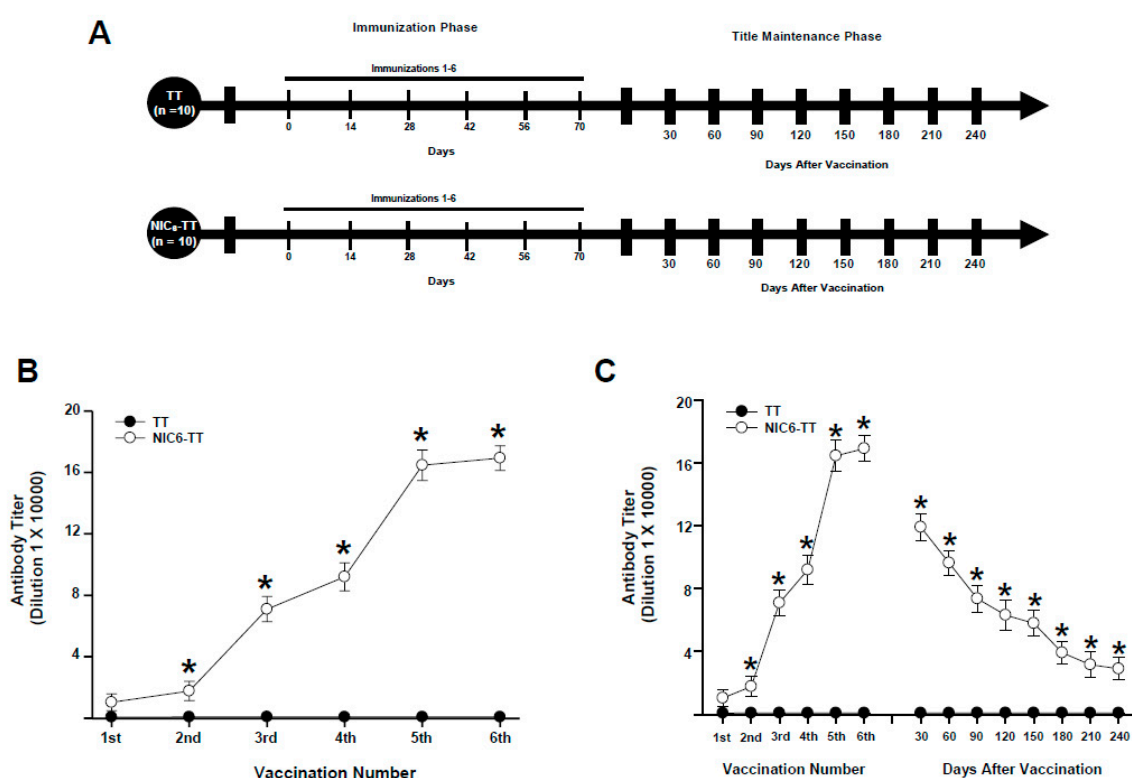 A
Immunization Phase
Title Maintenance Phase
Immunizations 1-6
TT
(n =10)
0 14 28 42 56 70
30 60 90 120 150 180 210 240
Days
Days After Vaccination
Immunizations 1-6
NIC₆-TT
(n = 10)
0 14 28 42 56 70
30 60 90 120 150 180 210 240
Days
Days After Vaccination
B
Antibody Titer
(Dilution 1 X 10000)
20
16
12
8
4
TT
NIC6-TT
* * * * *
1st 2nd 3rd 4th 5th 6th
Vaccination Number
C
Antibody Titer
(Dilution 1 X 10000)
20
16
12
8
4
TT
NIC6-TT
* * * * *
* * * * * * * *
1st 2nd 3rd 4th 5th 6th 30 60 90 120 150 180 210 240
Vaccination Number Days After Vaccination